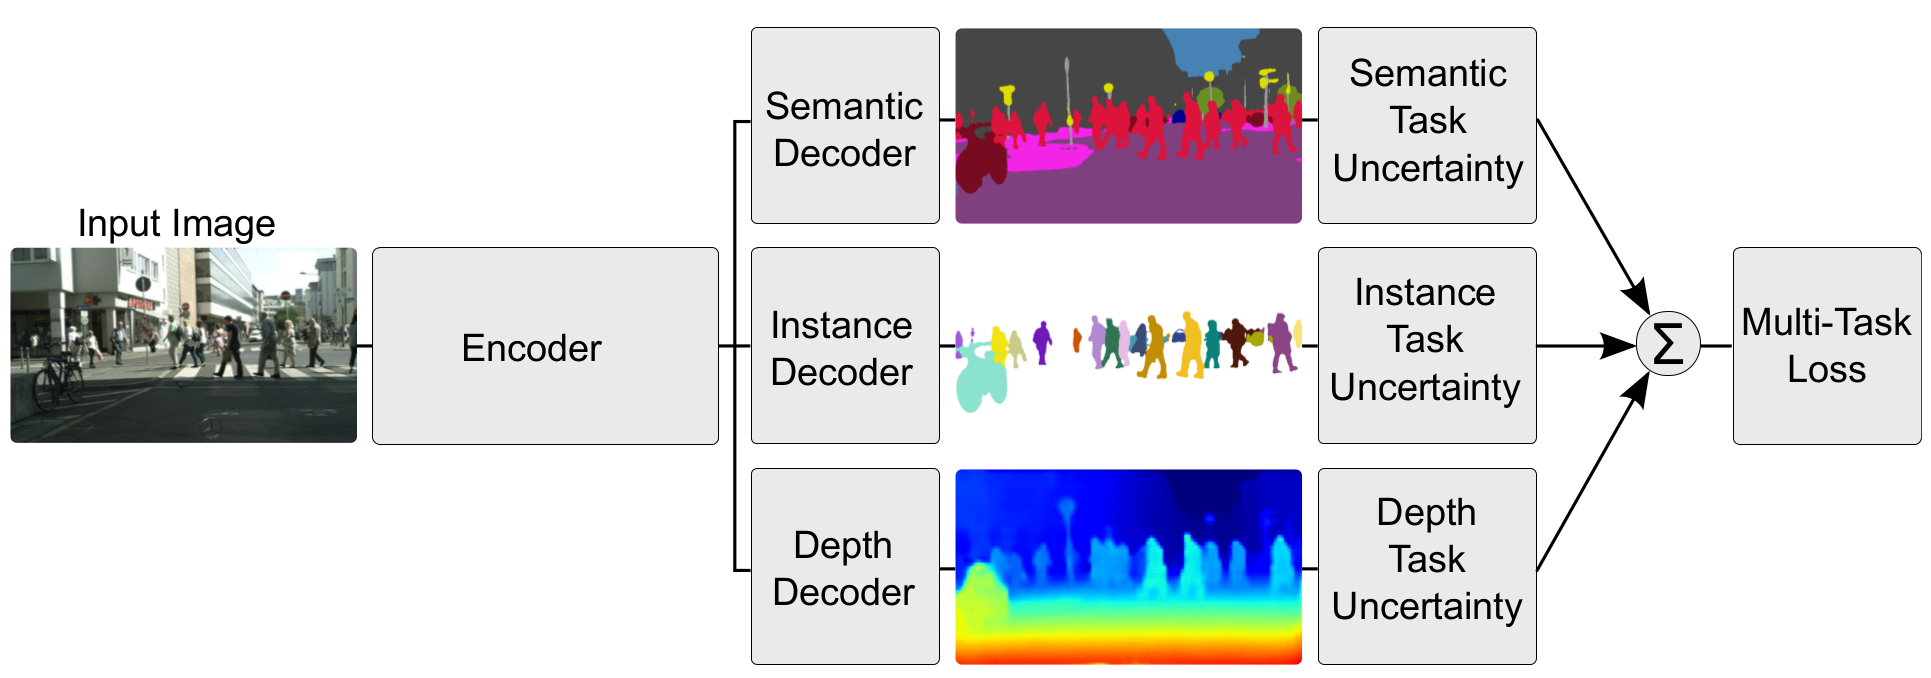 Input Image
Encoder
Semantic
Decoder
Instance
Decoder
Depth
Decoder
Semantic
Task
Uncertainty
Instance
Task
Uncertainty
Depth
Task
Uncertainty
Σ
Multi-Task
Loss